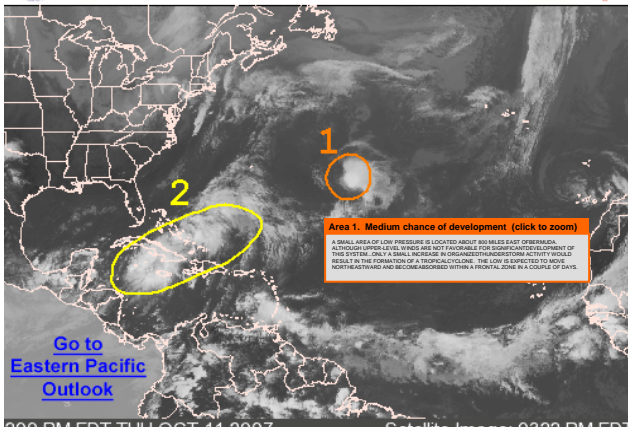 1
2
Area 1. Medium chance of development (click to zoom)
A SMALL AREA OF LOW PRESSURE IS LOCATED ABOUT 800 MILES EAST OFBERMUDA.
ALTHOUGH UPPER-LEVEL WINDS ARE NOT FAVORABLE FOR SIGNIFICANTDEVELOPMENT OF
THIS SYSTEM...ONLY A SMALL INCREASE IN ORGANIZEDTHUNDERSTORM ACTIVITY WOULD
RESULT IN THE FORMATION OF A TROPICALCYCLONE. THE LOW IS EXPECTED TO MOVE
NORTHEASTWARD AND BECOMEABSORBED WITHIN A FRONTAL ZONE IN A COUPLE OF DAYS.
Go to
Eastern Pacific
Outlook
PM EDT THU OCT 11 2007 Satellite Image: 0322 PM EDT